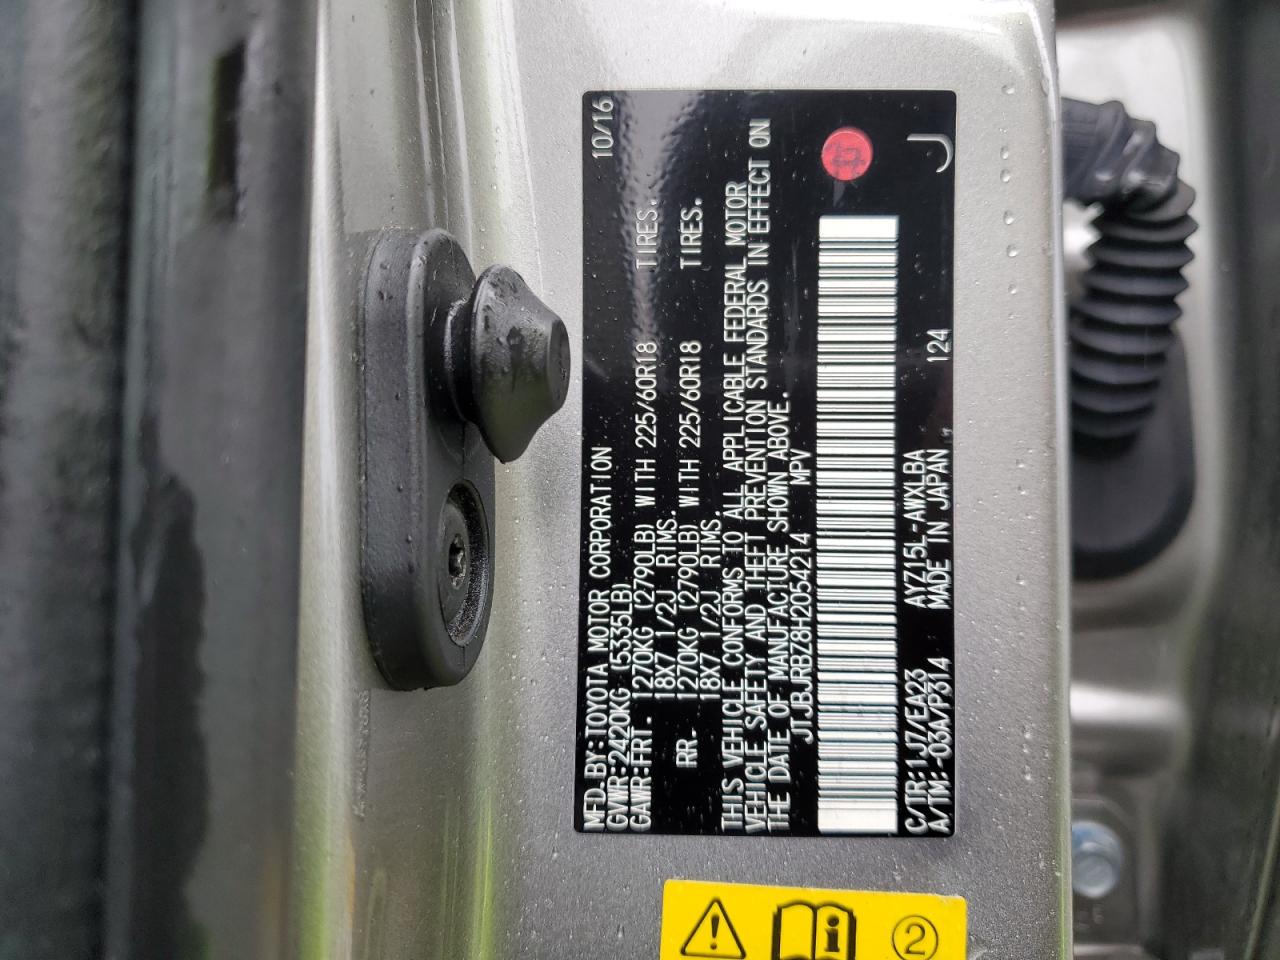 MFD.BY:TOYOTA MOTOR CORPORATION 10/16
GVWR:2420KG (5335LB)
GAWR:FRT. 1270KG (2790LB) WITH 225/60R18 TIRES.
18X7 1/2J RIMS.
RR. 1270KG (2790LB) WITH 225/60R18 TIRES.
18X7 1/2J RIMS.
THIS VEHICLE CONFORMS TO ALL APPLICABLE FEDERAL MOTOR
VEHICLE SAFETY AND THEFT PREVENTION STANDARDS IN EFFECT ON
THE DATE OF MANUFACTURE SHOWN ABOVE.
JTJBJRBZ8H2054214 MPV
C/TR:1J7/EA23 AYZ15L-AWXLBA
A/TM:-03A/P314 MADE IN JAPAN 124
J
2